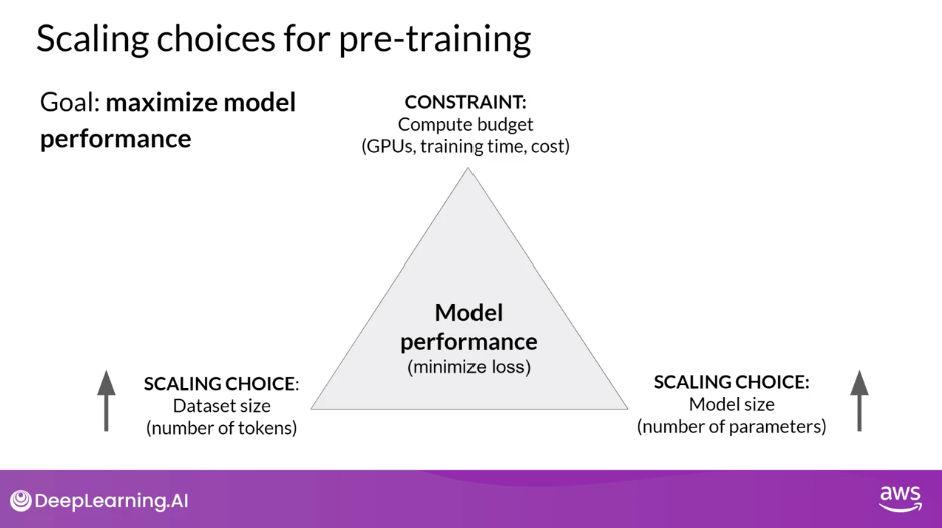 Scaling choices for pre-training
Goal: maximize model
performance
CONSTRAINT:
Compute budget
(GPUs, training time, cost)
Model
performance
(minimize loss)
SCALING CHOICE:
Dataset size
(number of tokens)
SCALING CHOICE:
Model size
(number of parameters)
DeepLearning.AI
aws